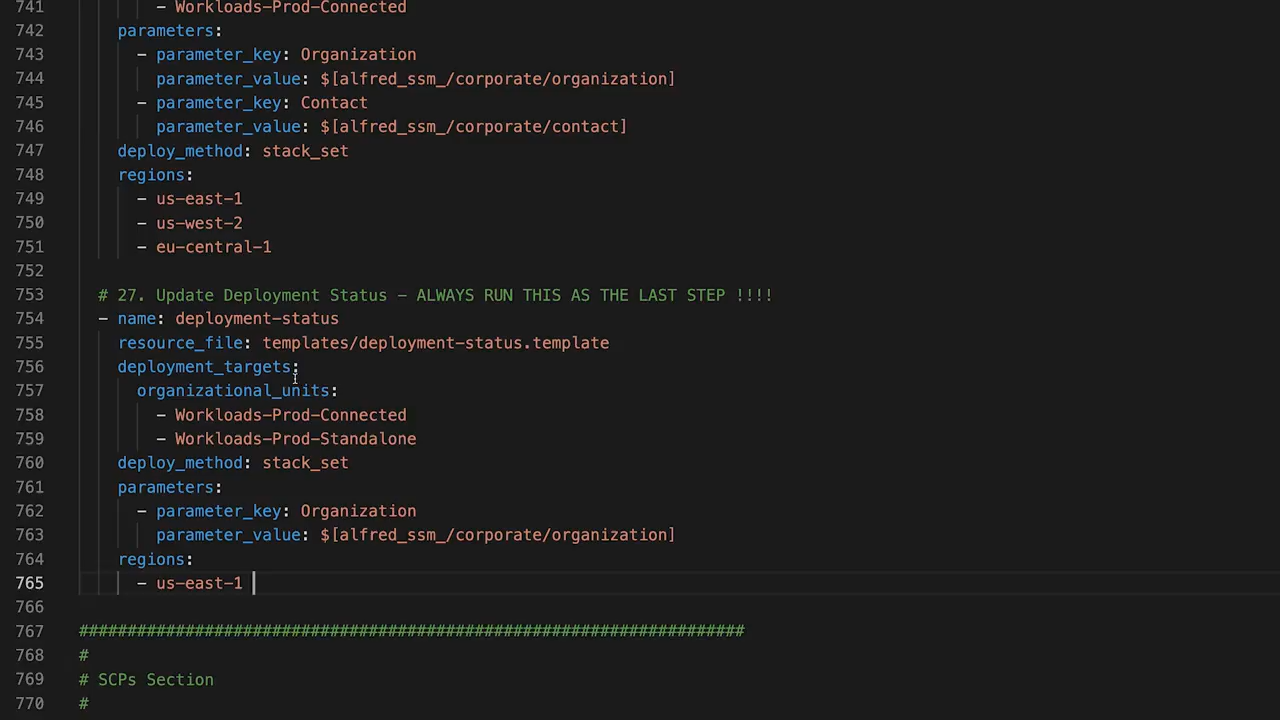 741 - Workloads-Prod-Connected
742 parameters:
743 - parameter_key: Organization
744 parameter_value: $[alfred_ssm_/corporate/organization]
745 - parameter_key: Contact
746 parameter_value: $[alfred_ssm_/corporate/contact]
747 deploy_method: stack_set
748 regions:
749 - us-east-1
750 - us-west-2
751 - eu-central-1
752
753 # 27. Update Deployment Status - ALWAYS RUN THIS AS THE LAST STEP !!!!
754 - name: deployment-status
755 resource_file: templates/deployment-status.template
756 deployment_targets:
757 organizational_units:
758 - Workloads-Prod-Connected
759 - Workloads-Prod-Standalone
760 deploy_method: stack_set
761 parameters:
762 - parameter_key: Organization
763 parameter_value: $[alfred_ssm_/corporate/organization]
764 regions:
765 - us-east-1
766
767 #####################################################################
768 #
769 # SCPs Section
770 #